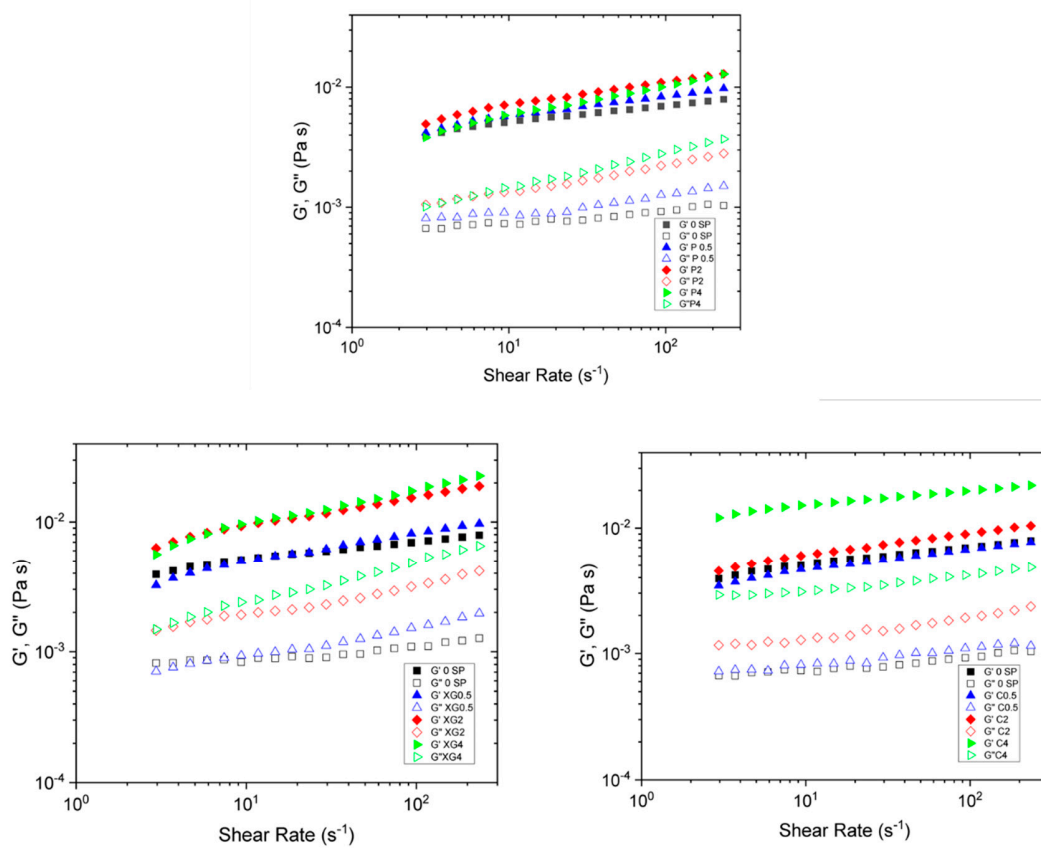 G', G" (Pa s)
10⁻²
10⁻³
10⁻⁴
10⁰
10¹
10²
Shear Rate (s⁻¹)
G' 0 SP
G" 0 SP
G' P 0.5
G" P 0.5
G' P2
G" P2
G' P4
G"P4
G', G" (Pa s)
10⁻²
10⁻³
10⁻⁴
10⁰
10¹
10²
Shear Rate (s⁻¹)
G' 0 SP
G" 0 SP
G' XG0.5
G" XG0.5
G' XG2
G" XG2
G' XG4
G"XG4
G', G" (Pa s)
10⁻²
10⁻³
10⁻⁴
10⁰
10¹
10²
Shear Rate (s⁻¹)
G' 0 SP
G" 0 SP
G' C0.5
G" C0.5
G' C2
G" C2
G' C4
G"C4